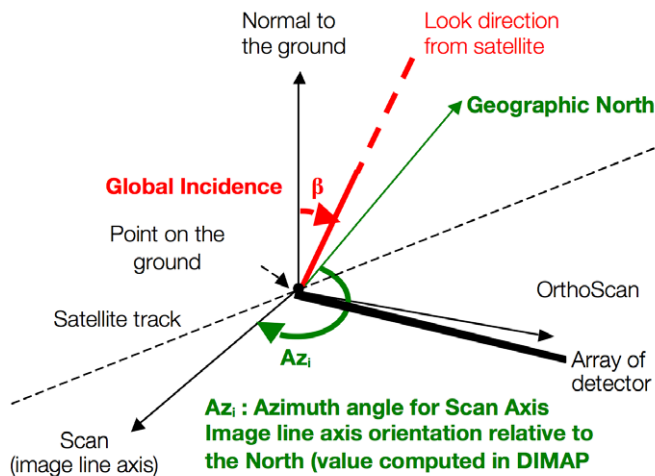 Normal to
the ground
Look direction
from satellite
Geographic North
Global Incidence
β
Point on the
ground
OrthoScan
Satellite track
Azi
Array of
detector
Scan
(image line axis)
Azi : Azimuth angle for Scan Axis
Image line axis orientation relative to
the North (value computed in DIMAP